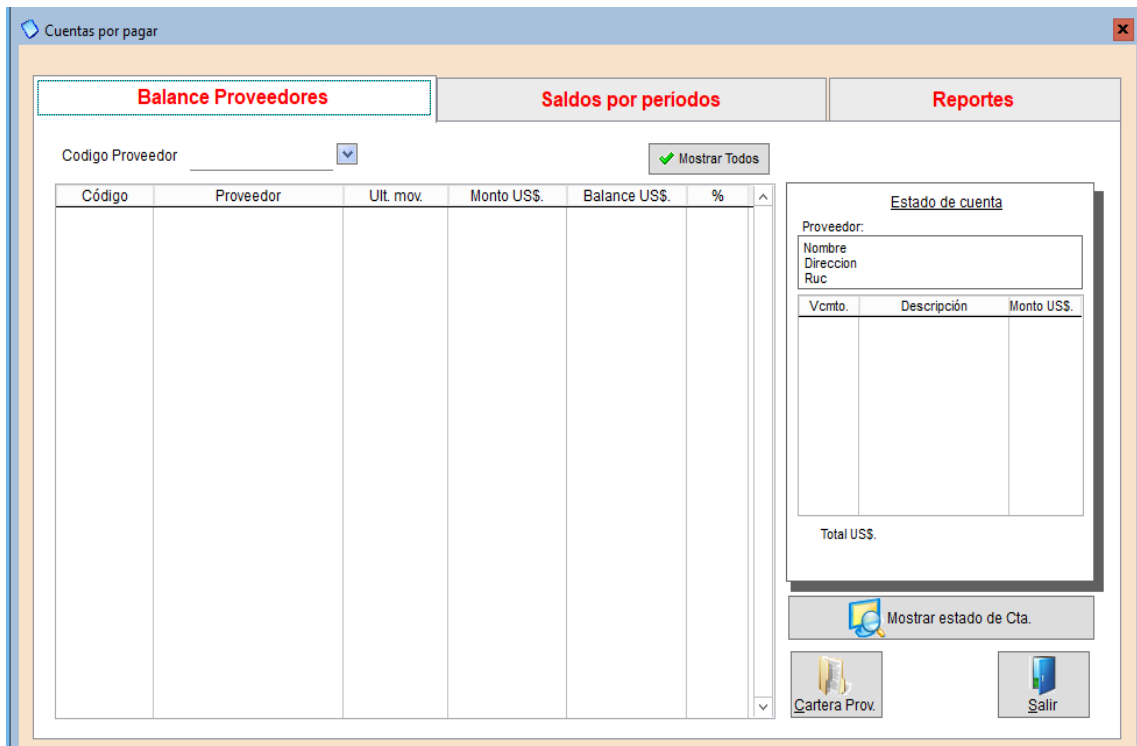 Cuentas por pagar
Balance Proveedores Saldos por períodos Reportes
Codigo Proveedor Mostrar Todos
Código Proveedor Ult. mov. Monto US$. Balance US$. %
Estado de cuenta
Proveedor:
Nombre
Direccion
Ruc
Vcmto. Descripción Monto US$.
Total US$.
Mostrar estado de Cta.
Cartera Prov. Salir